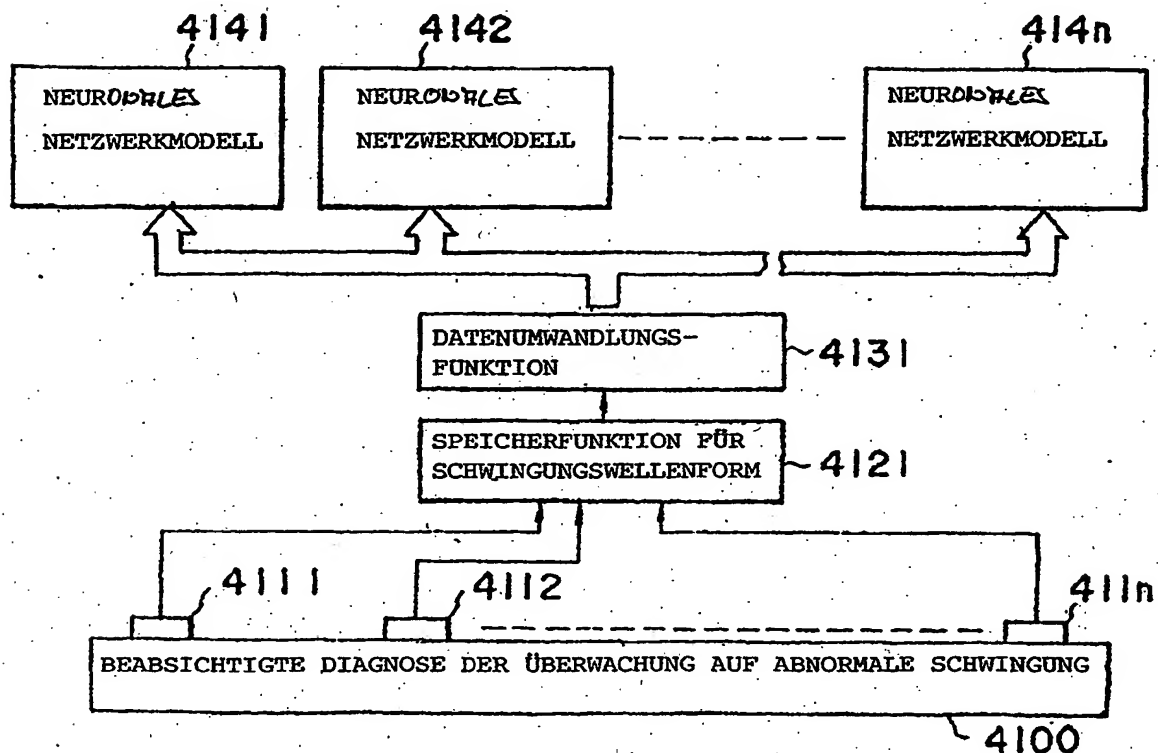 4141 4142 414n
NEURONALES NEURONALES NEURONALES
NETZWERKMODELL NETZWERKMODELL NETZWERKMODELL
DATENUMWANDLUNGS-
FUNKTION
4131
SPEICHERFUNKTION FÜR
SCHWINGUNGSWELLENFORM
4121
4111 4112 411n
BEABSICHTIGTE DIAGNOSE DER ÜBERWACHUNG AUF ABNORMALE SCHWINGUNG
4100